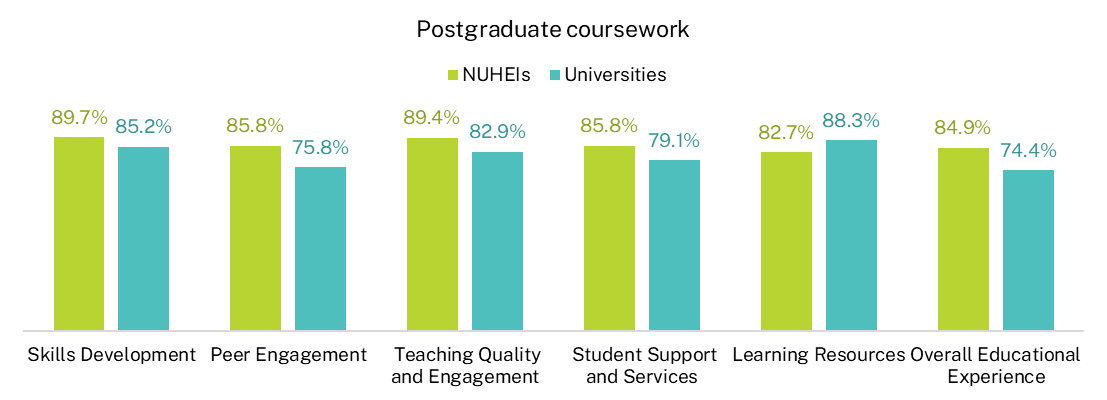 Postgraduate coursework
NUHEIs Universities
89.7% 85.2% 85.8% 75.8% 89.4% 82.9% 85.8% 79.1% 82.7% 88.3% 84.9% 74.4%
Skills Development Peer Engagement Teaching Quality Student Support Learning Resources Overall Educational
and Engagement and Services Experience